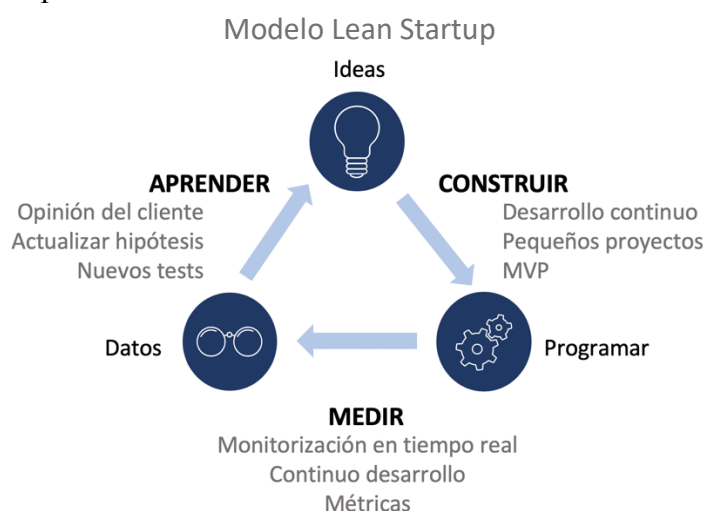 Modelo Lean Startup
Ideas
APRENDER
Opinión del cliente
Actualizar hipótesis
Nuevos tests
CONSTRUIR
Desarrollo continuo
Pequeños proyectos
MVP
Datos
Programar
MEDIR
Monitorización en tiempo real
Continuo desarrollo
Métricas